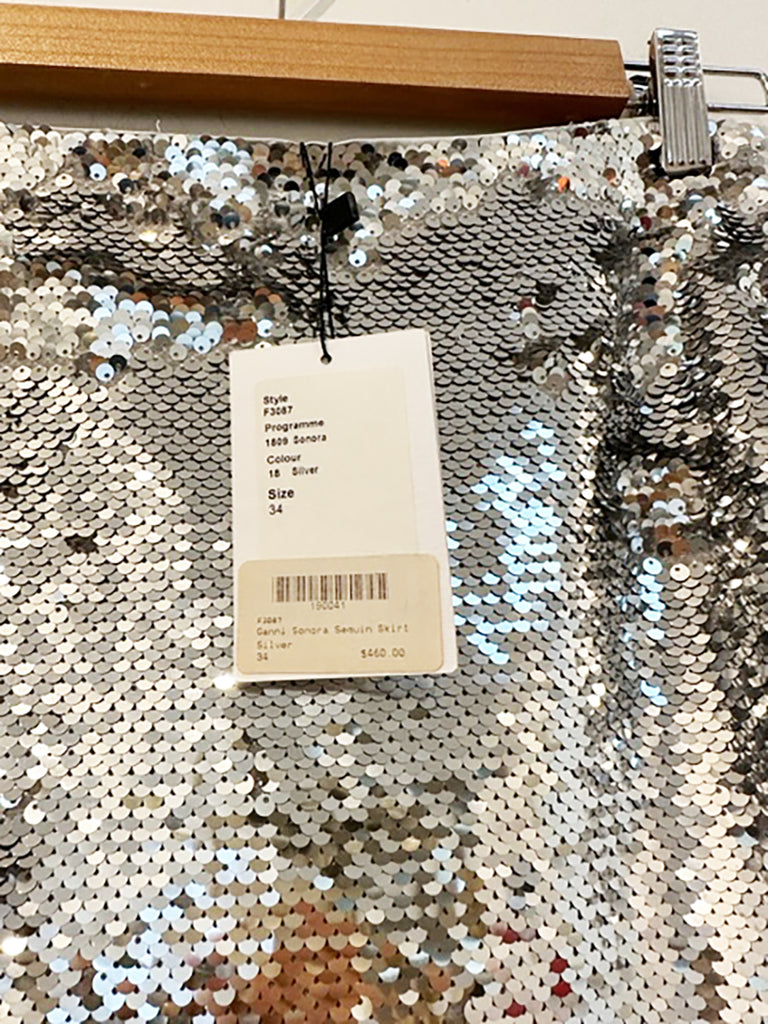 Style
F3087
Programme
1809 Sonora
Colour
18 Silver
Size
34
190041
F3087
Ganni Sonora Sequin Skirt
Silver
34 $460.00